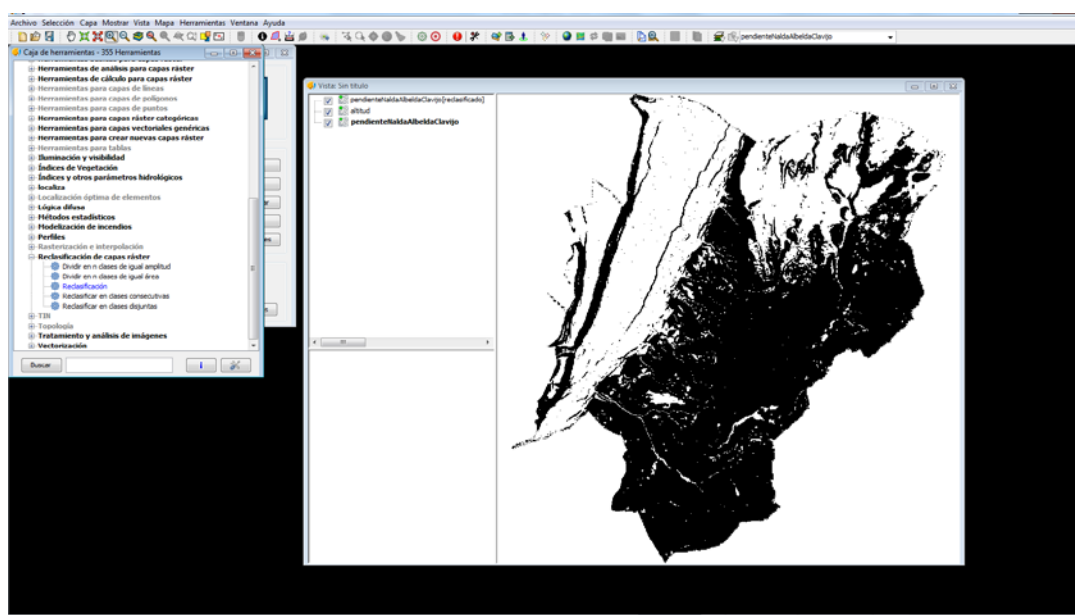 Archivo Selección Capa Mostrar Vista Mapa Herramientas Ventana Ayuda
pendienteNaldaAlbeldaClavijo
Caja de herramientas - 355 Herramientas
Herramientas de análisis para capas ráster
Herramientas de cálculo para capas ráster
Herramientas para capas de líneas
Herramientas para capas de polígonos
Herramientas para capas de puntos
Herramientas para capas ráster categóricas
Herramientas para capas vectoriales genéricas
Herramientas para crear nuevas capas ráster
Herramientas para tablas
Iluminación y visibilidad
Índices de Vegetación
Índices y otros parámetros hidrológicos
localiza
Localización óptima de elementos
Lógica difusa
Métodos estadísticos
Modelización de incendios
Perfiles
Rasterización e interpolación
Reclasificación de capas ráster
Dividir en n clases de igual amplitud
Dividir en n clases de igual área
Reclasificación
Reclasificar en clases consecutivas
Reclasificar en clases disjuntas
TIN
Topología
Tratamiento y análisis de imágenes
Vectorización
Buscar
i
Vista: Sin título
pendienteNaldaAlbeldaClavijo[reclasificado]
altitud
pendienteNaldaAlbeldaClavijo